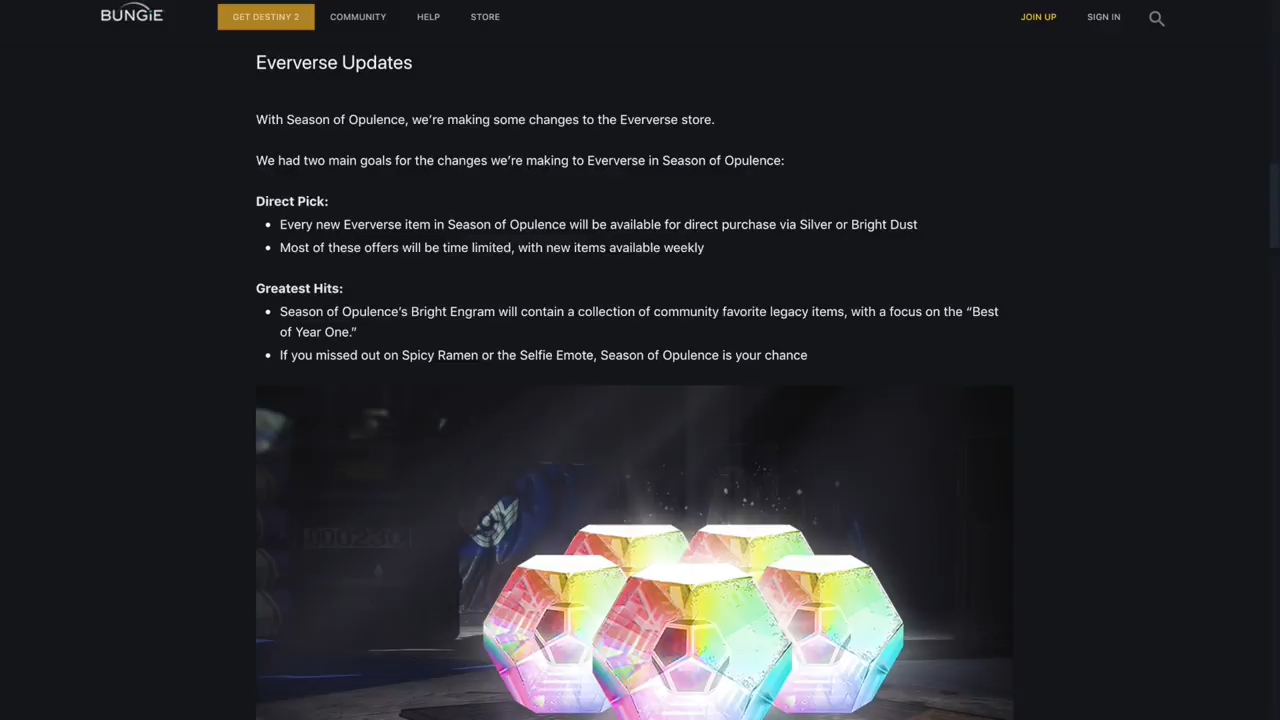 BUNGiE
GET DESTINY 2
COMMUNITY
HELP
STORE
JOIN UP
SIGN IN
Eververse Updates
With Season of Opulence, we’re making some changes to the Eververse store.
We had two main goals for the changes we’re making to Eververse in Season of Opulence:
Direct Pick:
• Every new Eververse item in Season of Opulence will be available for direct purchase via Silver or Bright Dust
• Most of these offers will be time limited, with new items available weekly
Greatest Hits:
• Season of Opulence’s Bright Engram will contain a collection of community favorite legacy items, with a focus on the “Best
of Year One.”
• If you missed out on Spicy Ramen or the Selfie Emote, Season of Opulence is your chance